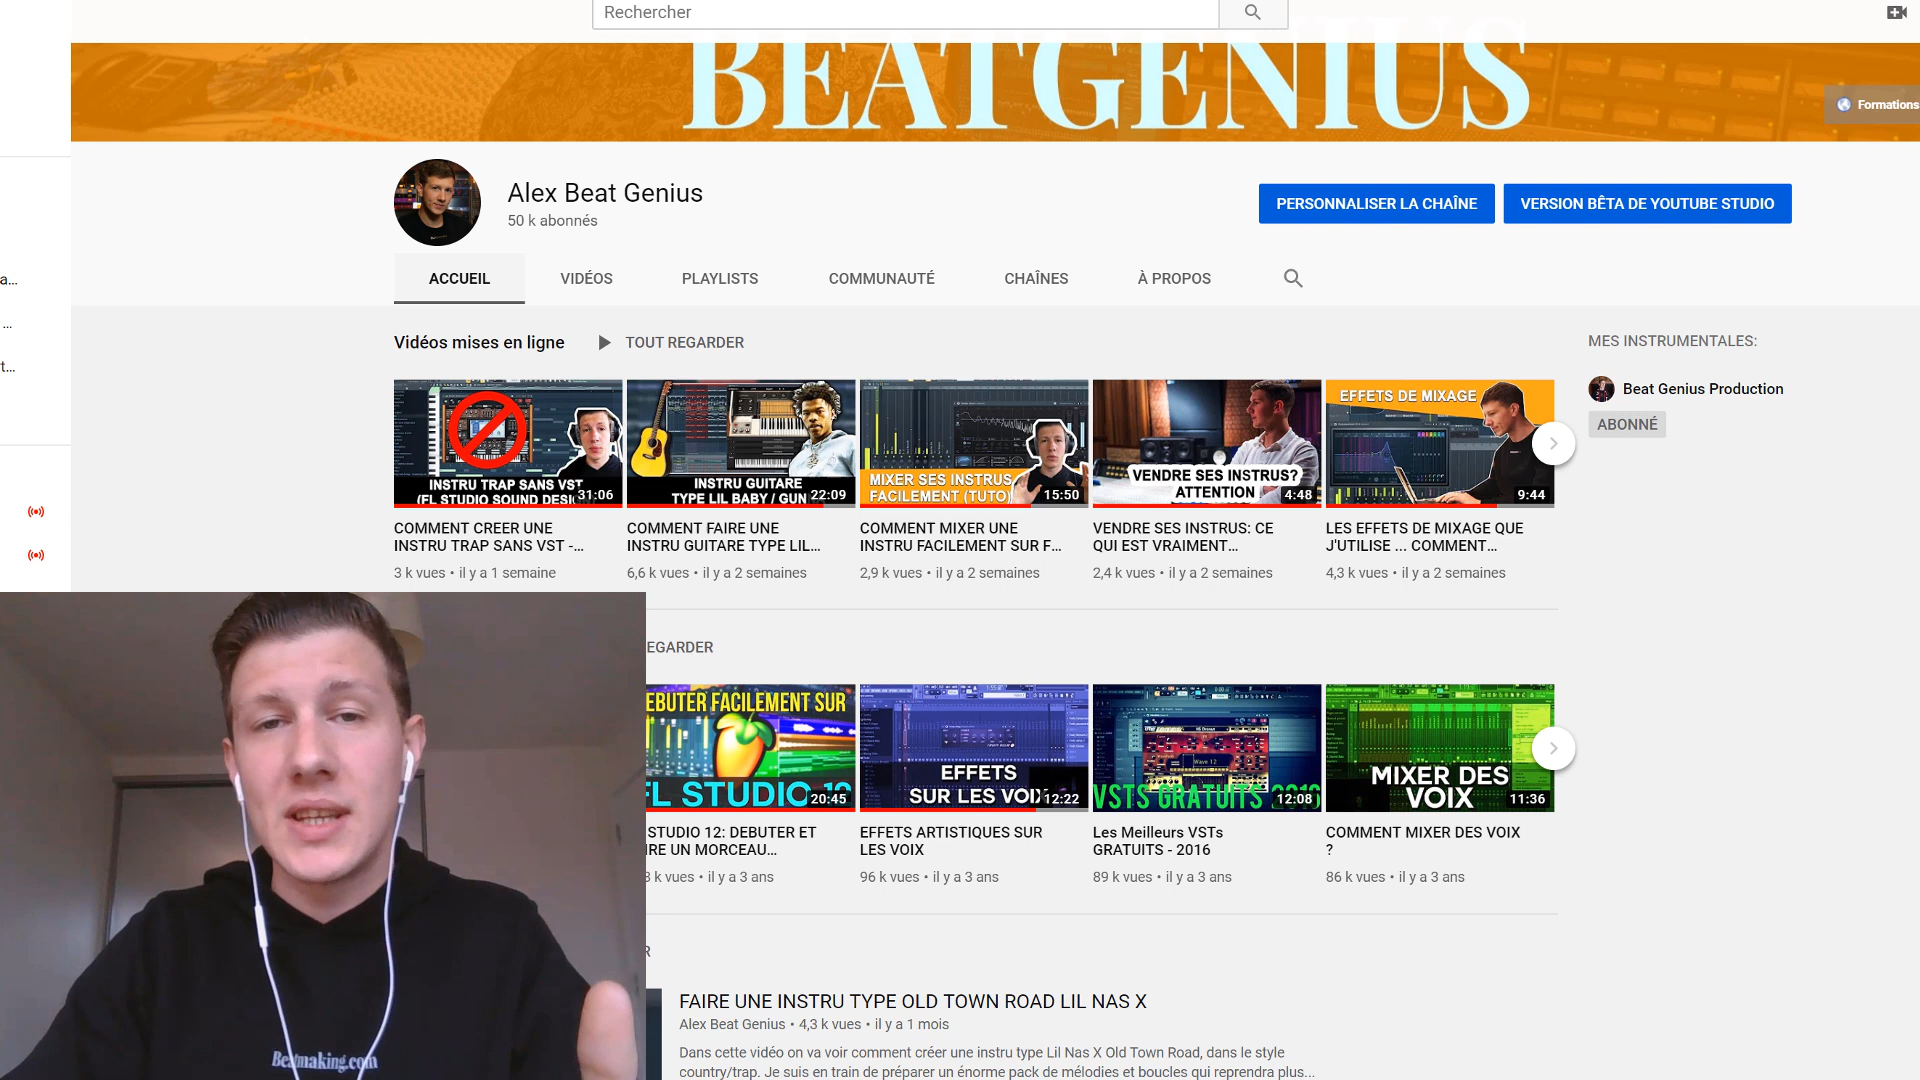 Rechercher
BEATGENIUS
Formations
Alex Beat Genius
50 k abonnés
PERSONNALISER LA CHAÎNE
VERSION BÊTA DE YOUTUBE STUDIO
ACCUEIL
VIDÉOS
PLAYLISTS
COMMUNAUTÉ
CHAÎNES
À PROPOS
a...
...
t...
Vidéos mises en ligne
TOUT REGARDER
MES INSTRUMENTALES:
Beat Genius Production
ABONNÉ
INSTRU TRAP SANS VST
31:06
INSTRU GUITARE
TYPE LIL BABY / GUN
22:09
MIXER SES INSTRUS
FACILEMENT (TUTO)
15:50
VENDRE SES INSTRUS?
ATTENTION
4:48
EFFETS DE MIXAGE
9:44
COMMENT CREER UNE
INSTRU TRAP SANS VST -...
3 k vues • il y a 1 semaine
COMMENT FAIRE UNE
INSTRU GUITARE TYPE LIL...
6,6 k vues • il y a 2 semaines
COMMENT MIXER UNE
INSTRU FACILEMENT SUR F...
2,9 k vues • il y a 2 semaines
VENDRE SES INSTRUS: CE
QUI EST VRAIMENT...
2,4 k vues • il y a 2 semaines
LES EFFETS DE MIXAGE QUE
J'UTILISE ... COMMENT...
4,3 k vues • il y a 2 semaines
EGARDER
EBUTER FACILEMENT SUR
FL STUDIO 12
20:45
EFFETS
SUR LES VOIX
12:22
Wave 12
VSTS GRATUITS 2016
12:08
MIXER DES
VOIX
11:36
STUDIO 12: DEBUTER ET
IRE UN MORCEAU...
k vues • il y a 3 ans
EFFETS ARTISTIQUES SUR
LES VOIX
96 k vues • il y a 3 ans
Les Meilleurs VSTs
GRATUITS - 2016
89 k vues • il y a 3 ans
COMMENT MIXER DES VOIX
?
86 k vues • il y a 3 ans
R
FAIRE UNE INSTRU TYPE OLD TOWN ROAD LIL NAS X
Alex Beat Genius • 4,3 k vues • il y a 1 mois
Dans cette vidéo on va voir comment créer une instru type Lil Nas X Old Town Road, dans le style
country/trap. Je suis en train de préparer un énorme pack de mélodies et boucles qui reprendra plus...
Beatmaking.com